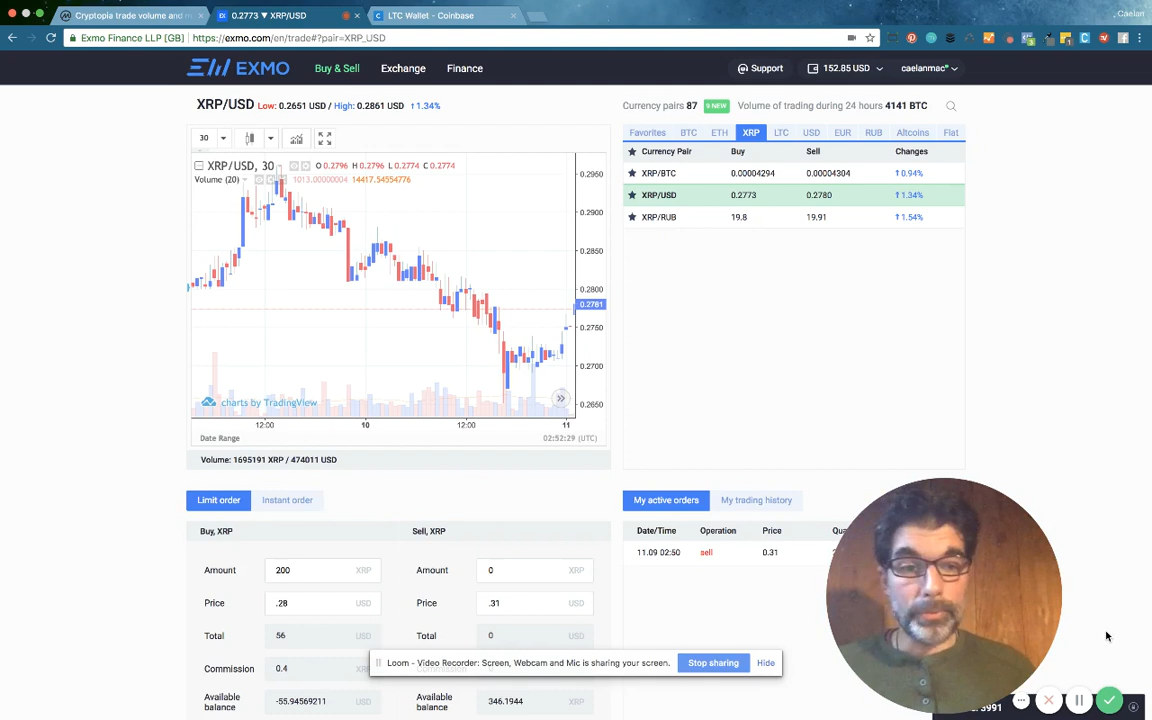 Cryptopia trade volume and m
0.2773 ▼ XRP/USD
LTC Wallet - Coinbase
Caelan
Exmo Finance LLP [GB] https://exmo.com/en/trade#?pair=XRP_USD
EXMO
Buy & Sell
Exchange
Finance
Support
152.85 USD
caelanmac
XRP/USD Low: 0.2651 USD / High: 0.2861 USD ↑1.34%
Currency pairs 87 9 NEW Volume of trading during 24 hours 4141 BTC
30
Favorites BTC ETH XRP LTC USD EUR RUB Altcoins Fiat
Currency Pair Buy Sell Changes
XRP/BTC 0.00004294 0.00004304 ↑0.94%
XRP/USD 0.2773 0.2780 ↑1.34%
XRP/RUB 19.8 19.91 ↑1.54%
XRP/USD, 30 O 0.2796 H 0.2796 L 0.2774 C 0.2774
Volume (20) 1013.00000004 14417.54554776
0.2950
0.2900
0.2850
0.2800
0.2781
0.2750
0.2700
0.2650
charts by TradingView
12:00 10 12:00 11
Date Range 02:52:29 (UTC)
Volume: 1695191 XRP / 474011 USD
Limit order Instant order
My active orders My trading history
Buy, XRP Sell, XRP
Date/Time Operation Price
11.09 02:50 sell 0.31
Amount 200 XRP Amount 0 XRP
Price .28 USD Price .31 USD
Total 56 USD Total 0 USD
Commission 0.4
Loom - Video Recorder: Screen, Webcam and Mic is sharing your screen. Stop sharing Hide
Available balance -55.94569211 USD
Available balance 346.1944 XRP